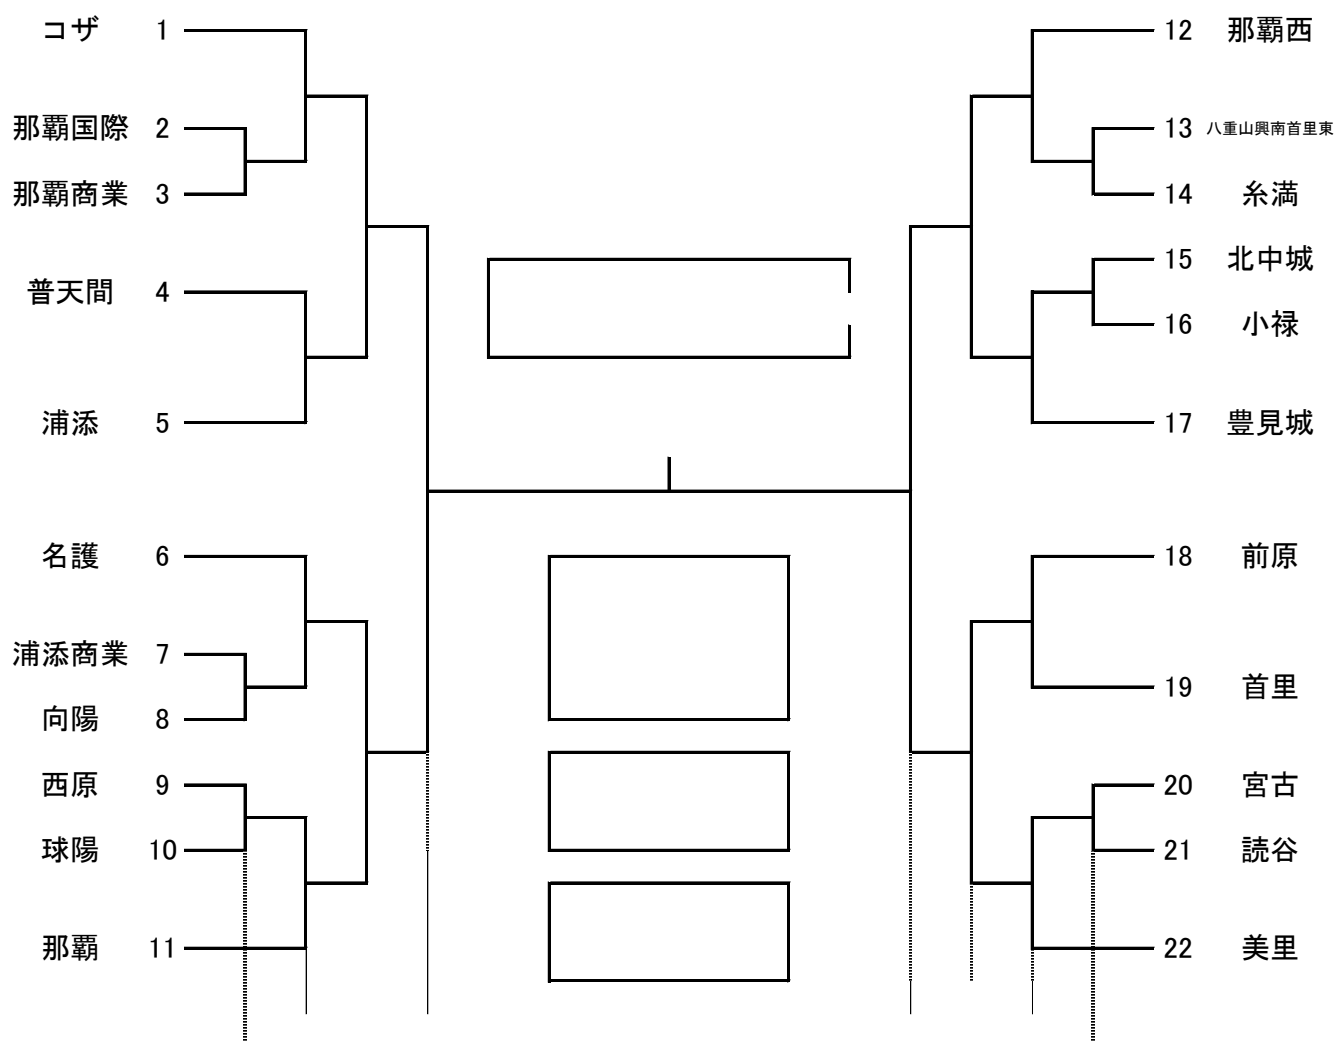 コザ 1
那覇国際 2
那覇商業 3
普天間 4
浦添 5
名護 6
浦添商業 7
向陽 8
西原 9
球陽 10
那覇 11
12 那覇西
13 八重山興南首里東
14 糸満
15 北中城
16 小禄
17 豊見城
18 前原
19 首里
20 宮古
21 読谷
22 美里